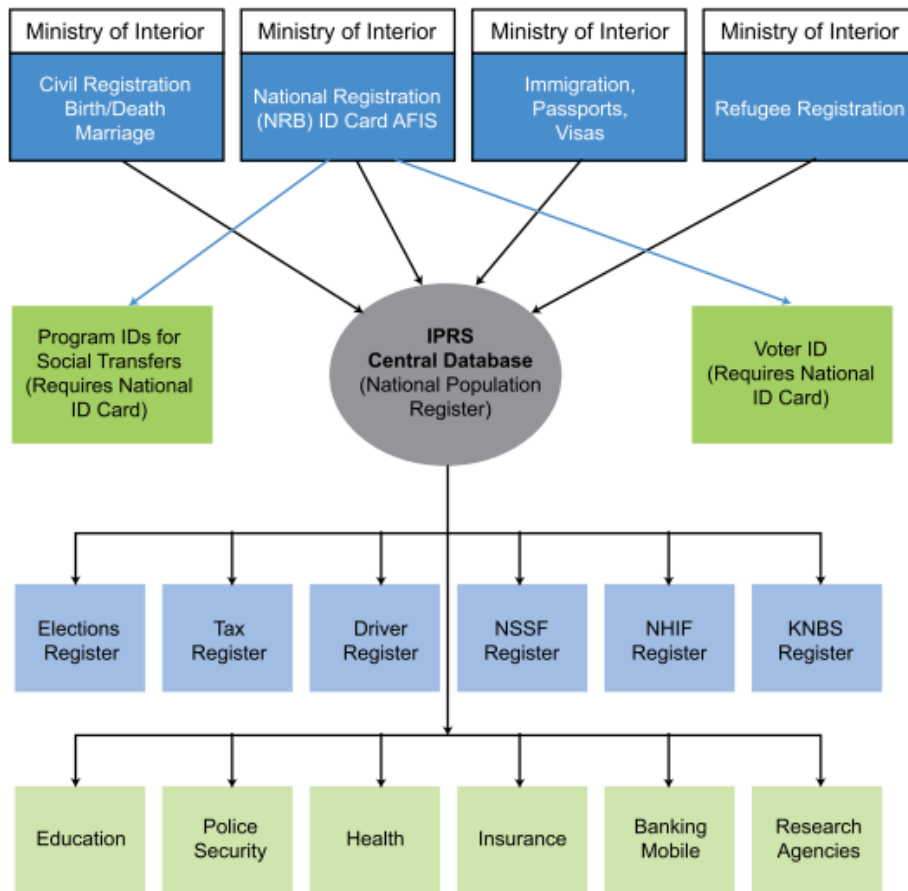 Ministry of Interior
Civil Registration
Birth/Death
Marriage
Ministry of Interior
National Registration
(NRB) ID Card AFIS
Ministry of Interior
Immigration,
Passports,
Visas
Ministry of Interior
Refugee Registration
Program IDs for
Social Transfers
(Requires National
ID Card)
IPRS
Central Database
(National Population
Register)
Voter ID
(Requires National
ID Card)
Elections
Register
Tax
Register
Driver
Register
NSSF
Register
NHIF
Register
KNBS
Register
Education
Police
Security
Health
Insurance
Banking
Mobile
Research
Agencies